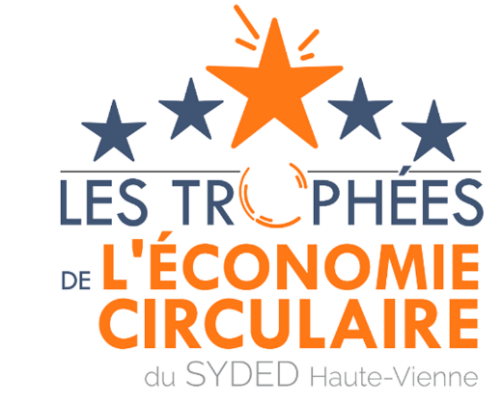 LES TROPHÉES
DE L'ÉCONOMIE
CIRCULAIRE
du SYDED Haute-Vienne